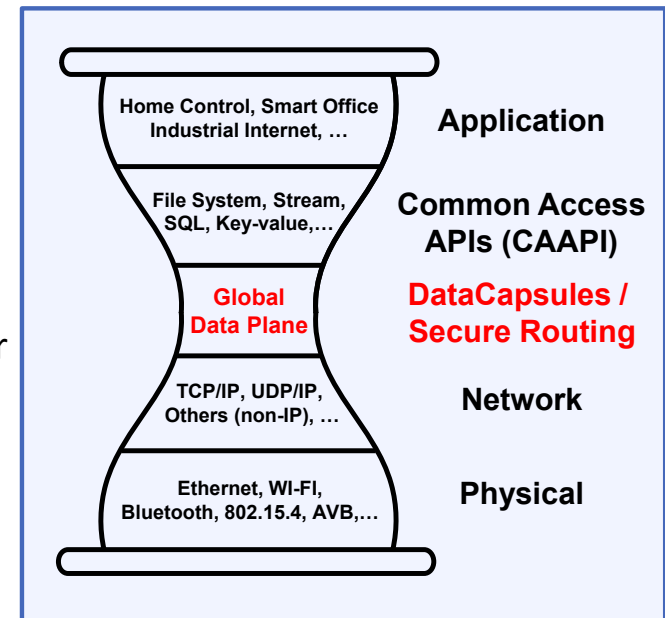 Home Control, Smart Office
Industrial Internet, …
Application
File System, Stream,
SQL, Key-value,…
Common Access
APIs (CAAPI)
Global
Data Plane
DataCapsules /
Secure Routing
r
TCP/IP, UDP/IP,
Others (non-IP), …
Network
Ethernet, WI-FI,
Bluetooth, 802.15.4, AVB,…
Physical